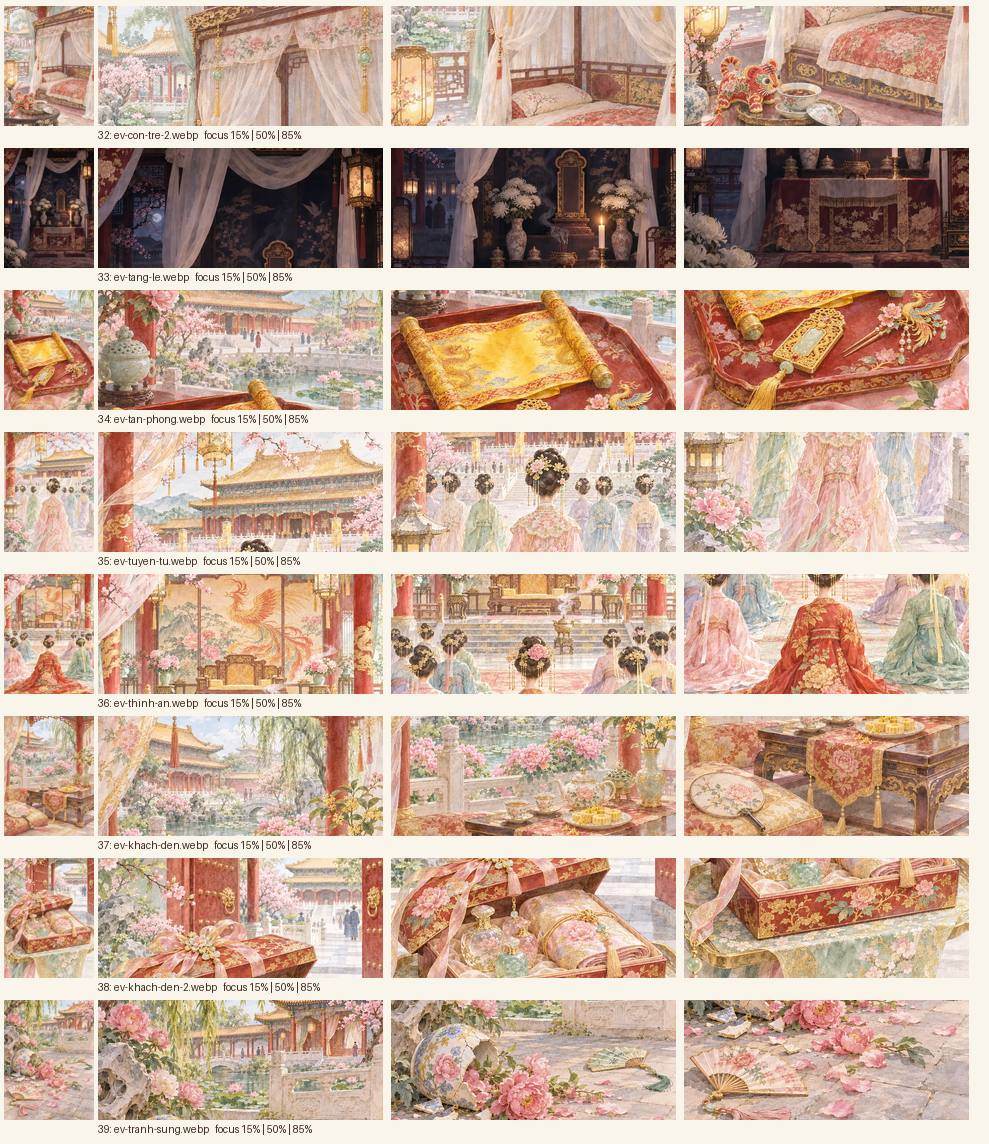 32: ev-con-tre-2.webp focus 15% | 50% | 85%
33: ev-tang-le.webp focus 15% | 50% | 85%
34: ev-tan-phong.webp focus 15% | 50% | 85%
35: ev-tuyen-tu.webp focus 15% | 50% | 85%
36: ev-thinh-an.webp focus 15% | 50% | 85%
37: ev-khach-den.webp focus 15% | 50% | 85%
38: ev-khach-den-2.webp focus 15% | 50% | 85%
39: ev-tranh-sung.webp focus 15% | 50% | 85%